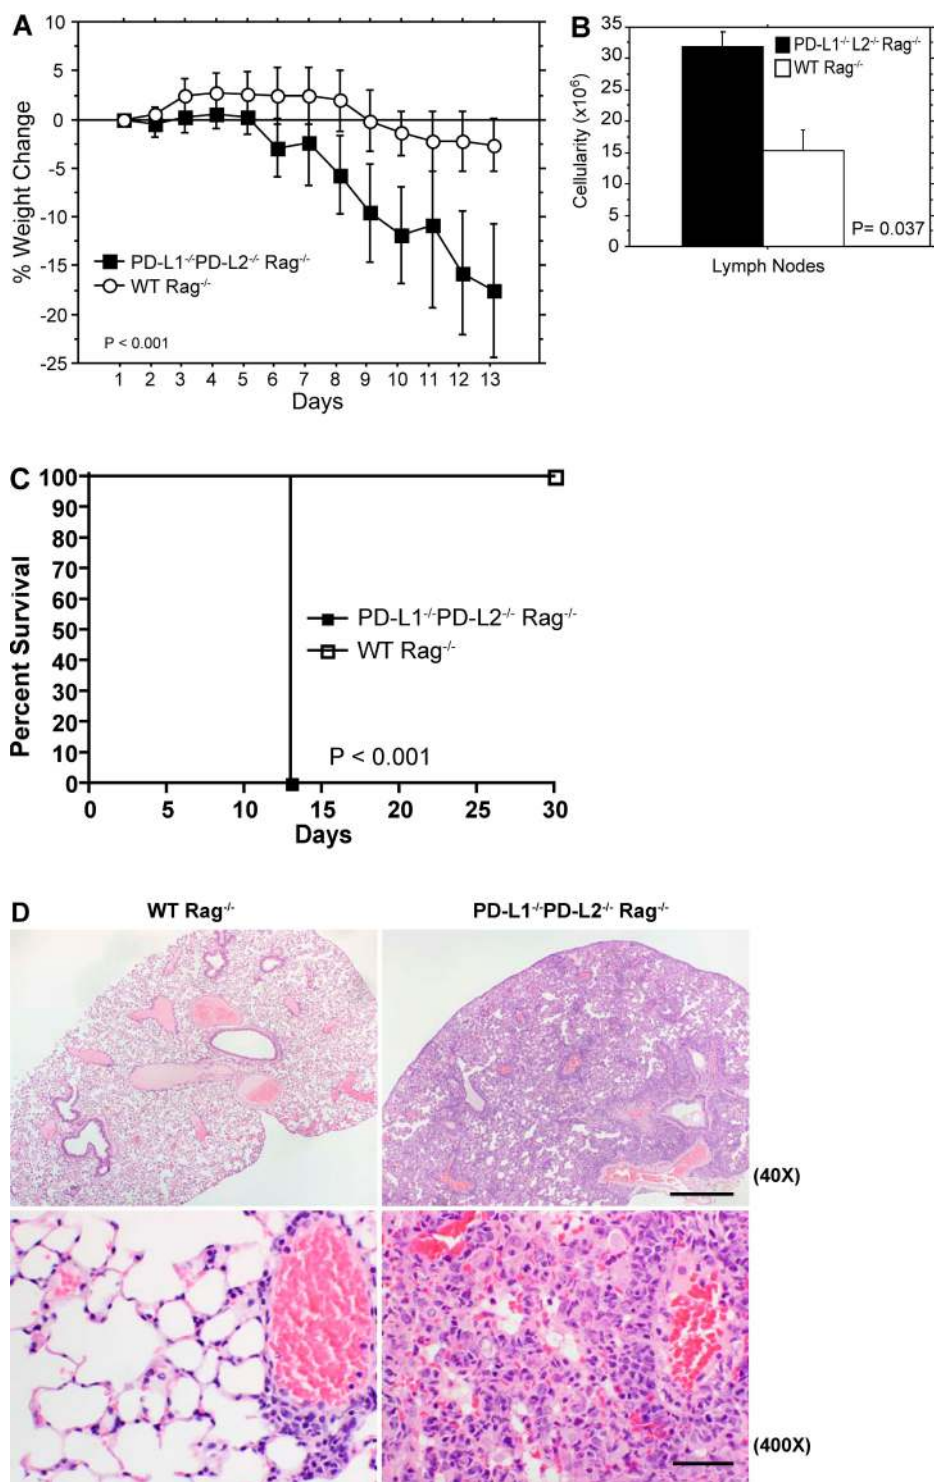 A
10
5
0
-5
-10
-15
-20
-25
% Weight Change
PD-L1⁻/⁻PD-L2⁻/⁻ Rag⁻/⁻
WT Rag⁻/⁻
P < 0.001
1 2 3 4 5 6 7 8 9 10 11 12 13
Days
B
35
30
25
20
15
10
5
0
Cellularity (x10⁶)
PD-L1⁻/⁻ L2⁻/⁻ Rag⁻/⁻
WT Rag⁻/⁻
P= 0.037
Lymph Nodes
C
100
90
80
70
60
50
40
30
20
10
0
Percent Survival
PD-L1⁻/⁻PD-L2⁻/⁻ Rag⁻/⁻
WT Rag⁻/⁻
P < 0.001
0 5 10 15 20 25 30
Days
D
WT Rag⁻/⁻
PD-L1⁻/⁻PD-L2⁻/⁻ Rag⁻/⁻
(40X)
(400X)